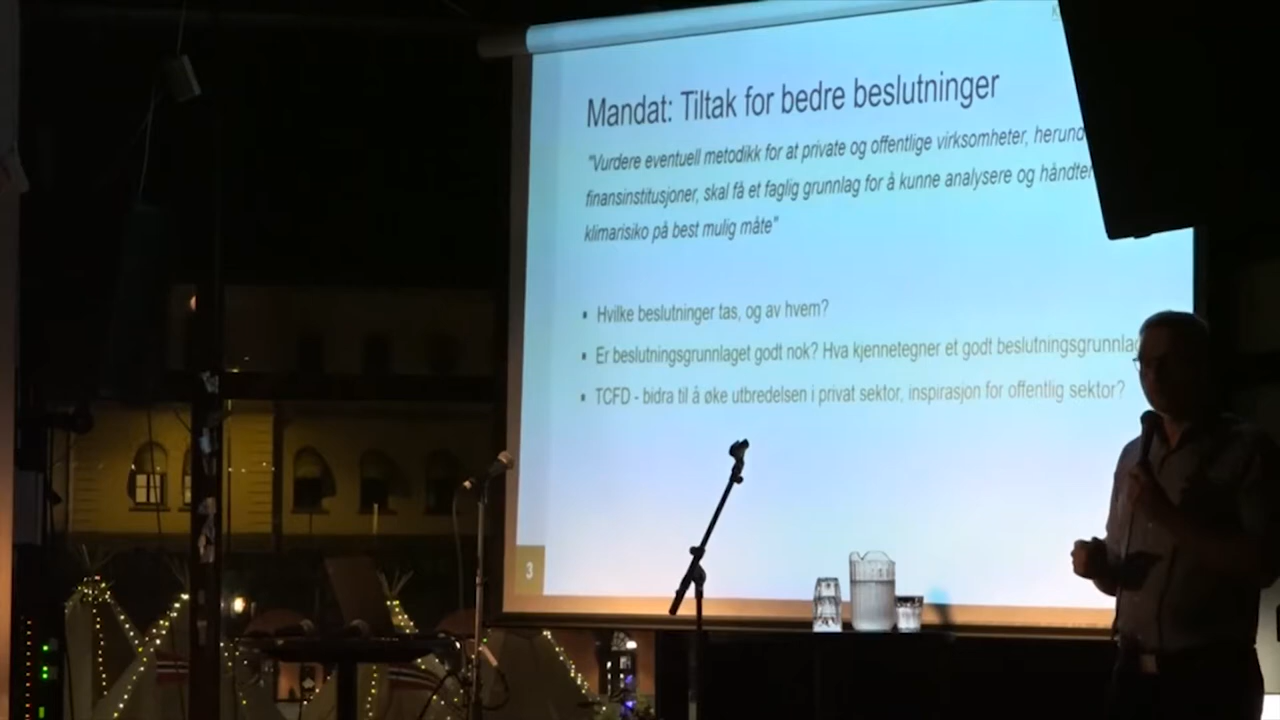 Mandat: Tiltak for bedre beslutninger
"Vurdere eventuell metodikk for at private og offentlige virksomheter, herund
finansinstitusjoner, skal få et faglig grunnlag for å kunne analysere og håndter
klimarisiko på best mulig måte"
▪ Hvilke beslutninger tas, og av hvem?
▪ Er beslutningsgrunnlaget godt nok? Hva kjennetegner et godt beslutningsgrunnlag
▪ TCFD - bidra til å øke utbredelsen i privat sektor, inspirasjon for offentlig sektor?
3